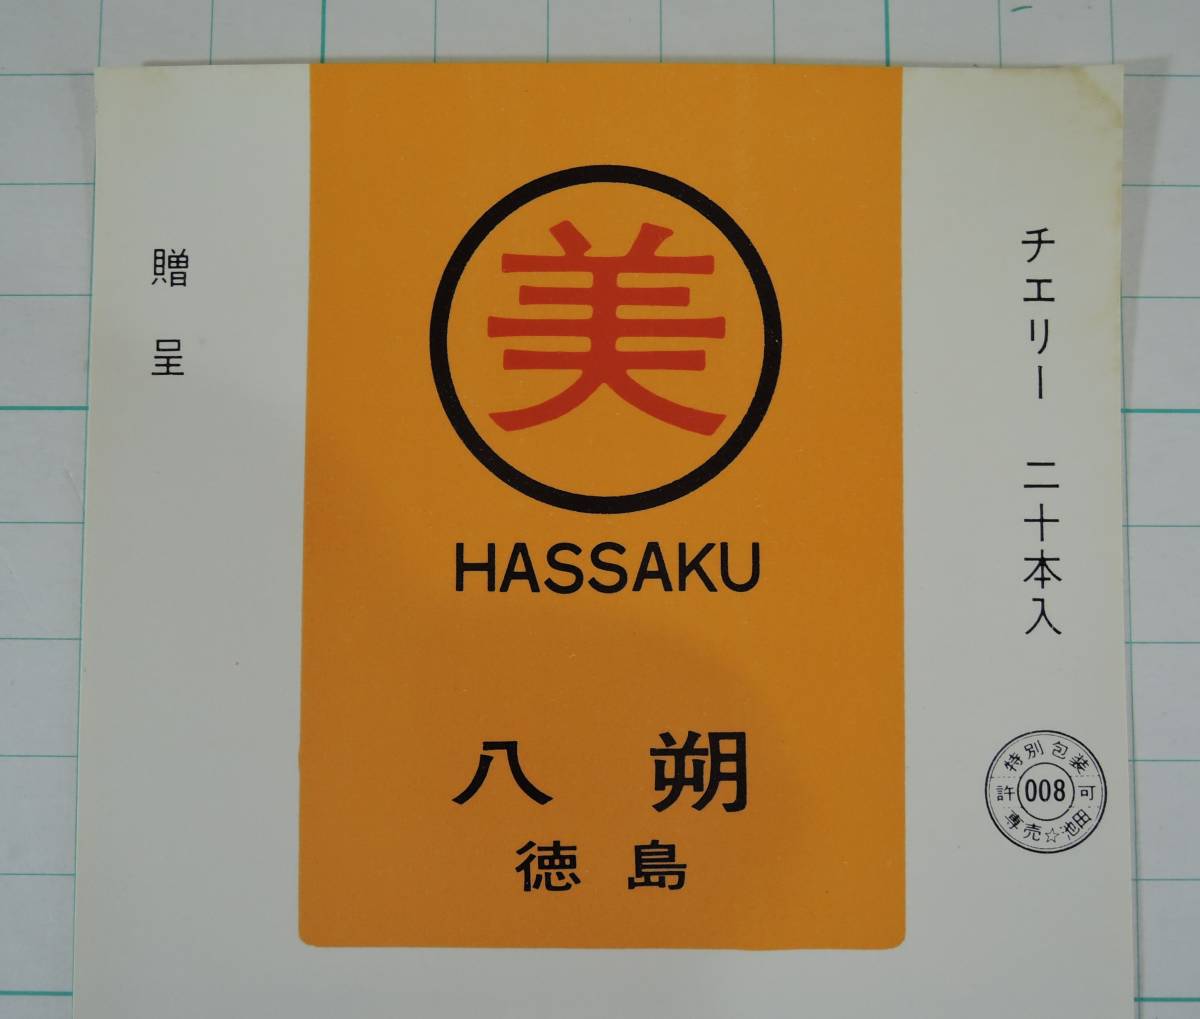 チェリー 二十本入
美
HASSAKU
八朔
徳島
贈呈
特別包装
許 008 可
専売☆池田